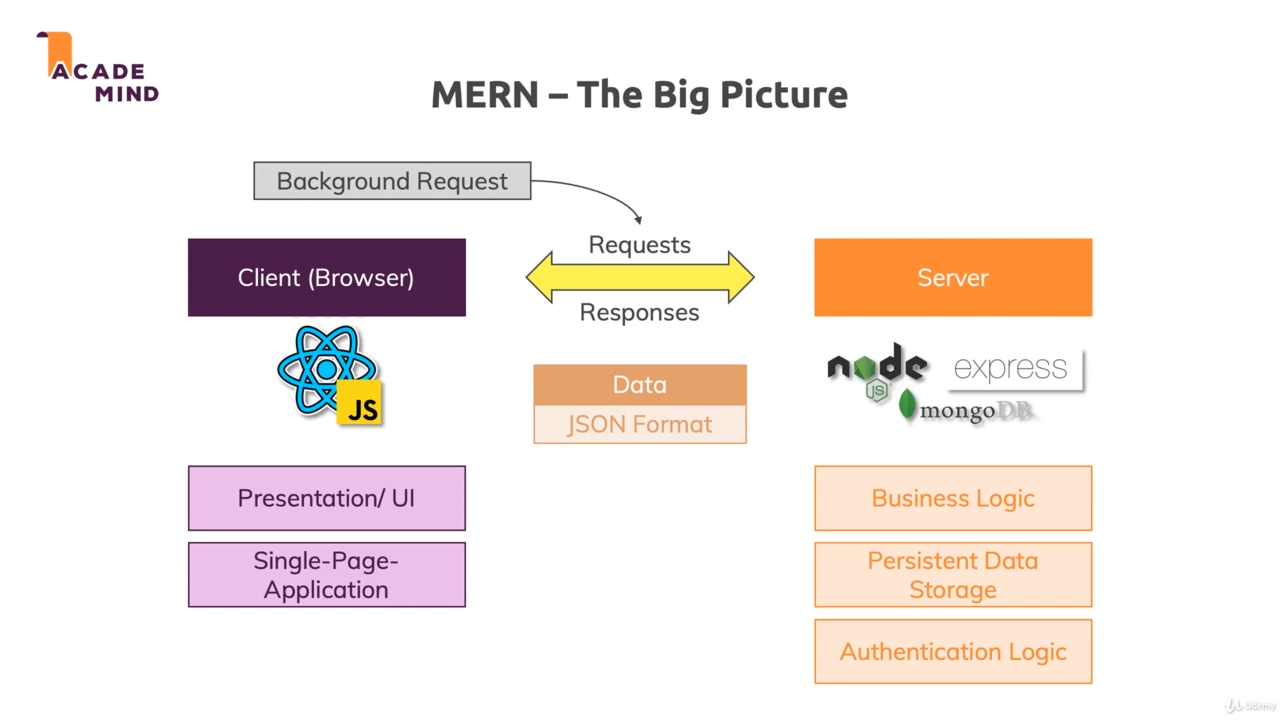 ACADE
MIND
MERN – The Big Picture
Background Request
Requests
Client (Browser)
Server
Responses
JS
node
JS
express
mongoDB
Data
JSON Format
Presentation/ UI
Single-Page-
Application
Business Logic
Persistent Data
Storage
Authentication Logic
Udemy